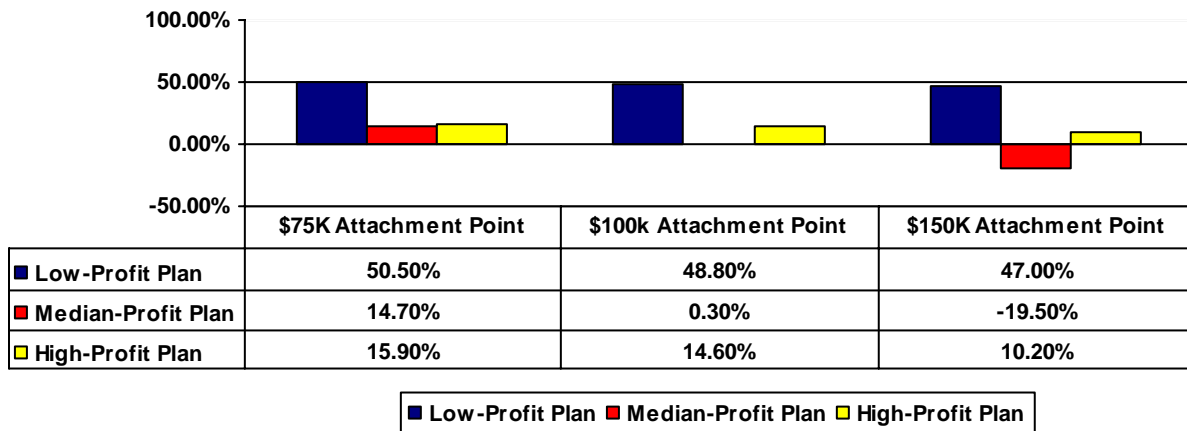 100.00%
50.00%
0.00%
-50.00%
$75K Attachment Point $100k Attachment Point $150K Attachment Point
Low-Profit Plan 50.50% 48.80% 47.00%
Median-Profit Plan 14.70% 0.30% -19.50%
High-Profit Plan 15.90% 14.60% 10.20%
Low-Profit Plan Median-Profit Plan High-Profit Plan